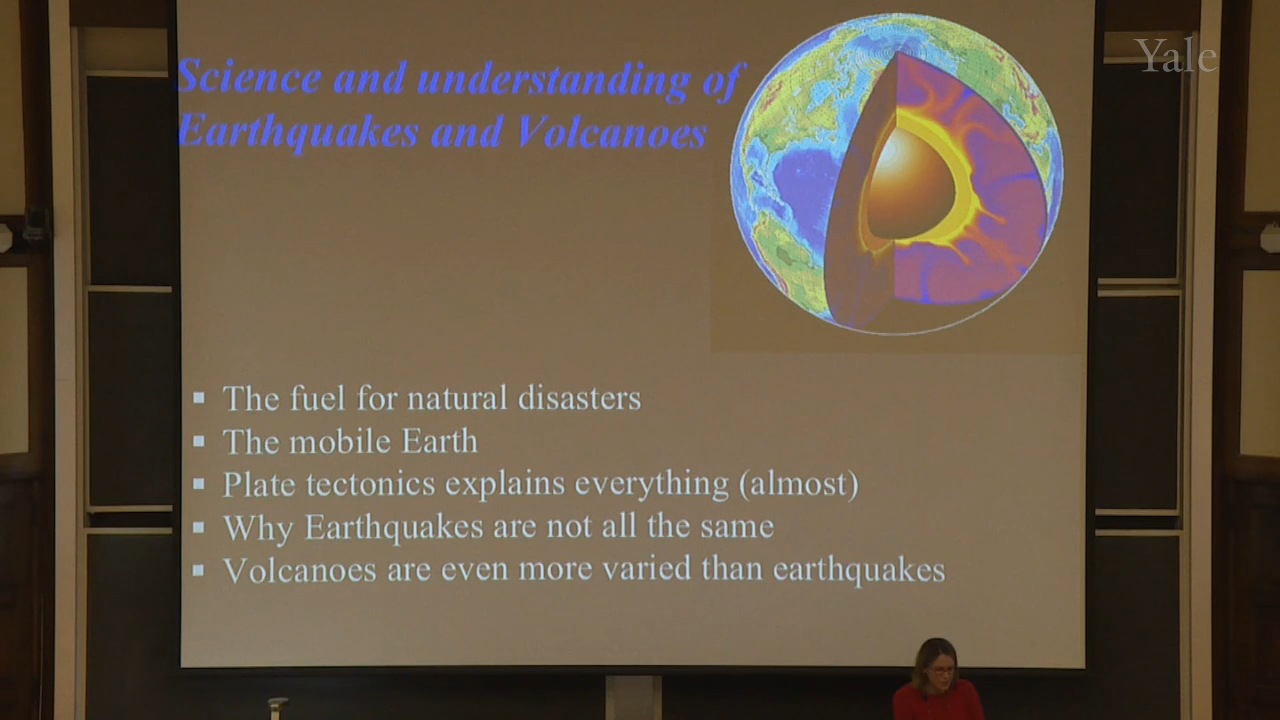 Science and understanding of
Earthquakes and Volcanoes
Yale
▪ The fuel for natural disasters
▪ The mobile Earth
▪ Plate tectonics explains everything (almost)
▪ Why Earthquakes are not all the same
▪ Volcanoes are even more varied than earthquakes